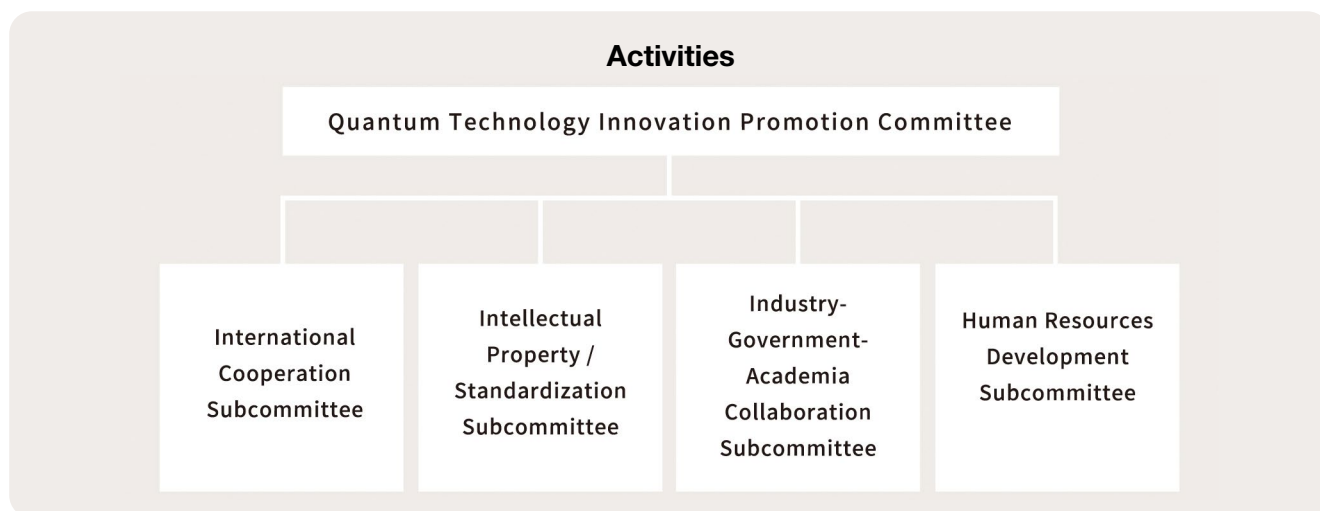 Activities
Quantum Technology Innovation Promotion Committee
International
Cooperation
Subcommittee
Intellectual
Property /
Standardization
Subcommittee
Industry-
Government-
Academia
Collaboration
Subcommittee
Human Resources
Development
Subcommittee